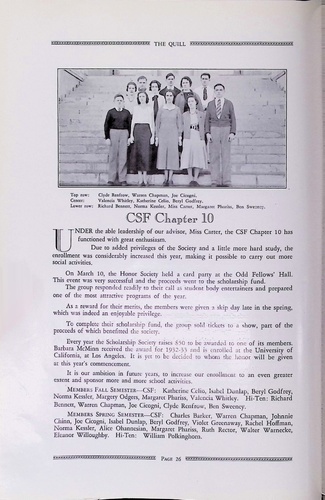 THE QUILL
Top row: Clyde Renfrow, Warren Chapman, Joe Cicogni,
Center: Valencia Whitley, Katherine Celio, Beryl Godfrey.
Lower row: Richard Bennett, Norma Kessler, Miss Carter, Margaret Phariss, Ben Sweeney.
CSF Chapter 10
UNDER the able leadership of our advisor, Miss Carter, the CSF Chapter 10 has
functioned with great enthusiasm.
Due to added privileges of the Society and a little more hard study, the
enrollment was considerably increased this year, making it possible to carry out more
social activities.
On March 10, the Honor Society held a card party at the Odd Fellows' Hall.
This event was very successful and the proceeds went to the scholarship fund.
The group responded readily to their call as student body entertainers and prepared
one of the most attractive programs of the year.
As a reward for their merits, the members were given a skip day late in the spring,
which was indeed an enjoyable privilege.
To complete their scholarship fund, the group sold tickets to a show, part of the
proceeds of which benefited the society.
Every year the Scholarship Society raises $50 to be awarded to one of its members.
Barbara McMinn received the award for 1932-33 and is enrolled at the University of
California, at Los Angeles. It is yet to be decided to whom the honor will be given
at this year's commencement.
It is our ambition in future years, to increase our enrollment to an even greater
extent and sponsor more and more school activities.
MEMBERS FALL SEMESTER—CSF: Katherine Celio, Isabel Dunlap, Beryl Godfrey,
Norma Kessler, Margery Odgers, Margaret Phariss, Valencia Whitley. Hi-Ten: Richard
Bennett, Warren Chapman, Joe Cicogni, Clyde Renfrow, Ben Sweeney.
MEMBERS SPRING SEMESTER—CSF: Charles Barker, Warren Chapman, Johnnie
Chinn, Joe Cicogni, Isabel Dunlap, Beryl Godfrey, Violet Greenaway, Rachel Hoffman,
Norma Kessler, Alice Ohannesian, Margaret Phariss, Ruth Rector, Walter Warnecke,
Eleanor Willoughby. Hi-Ten: William Polkinghorn.
PAGE 26